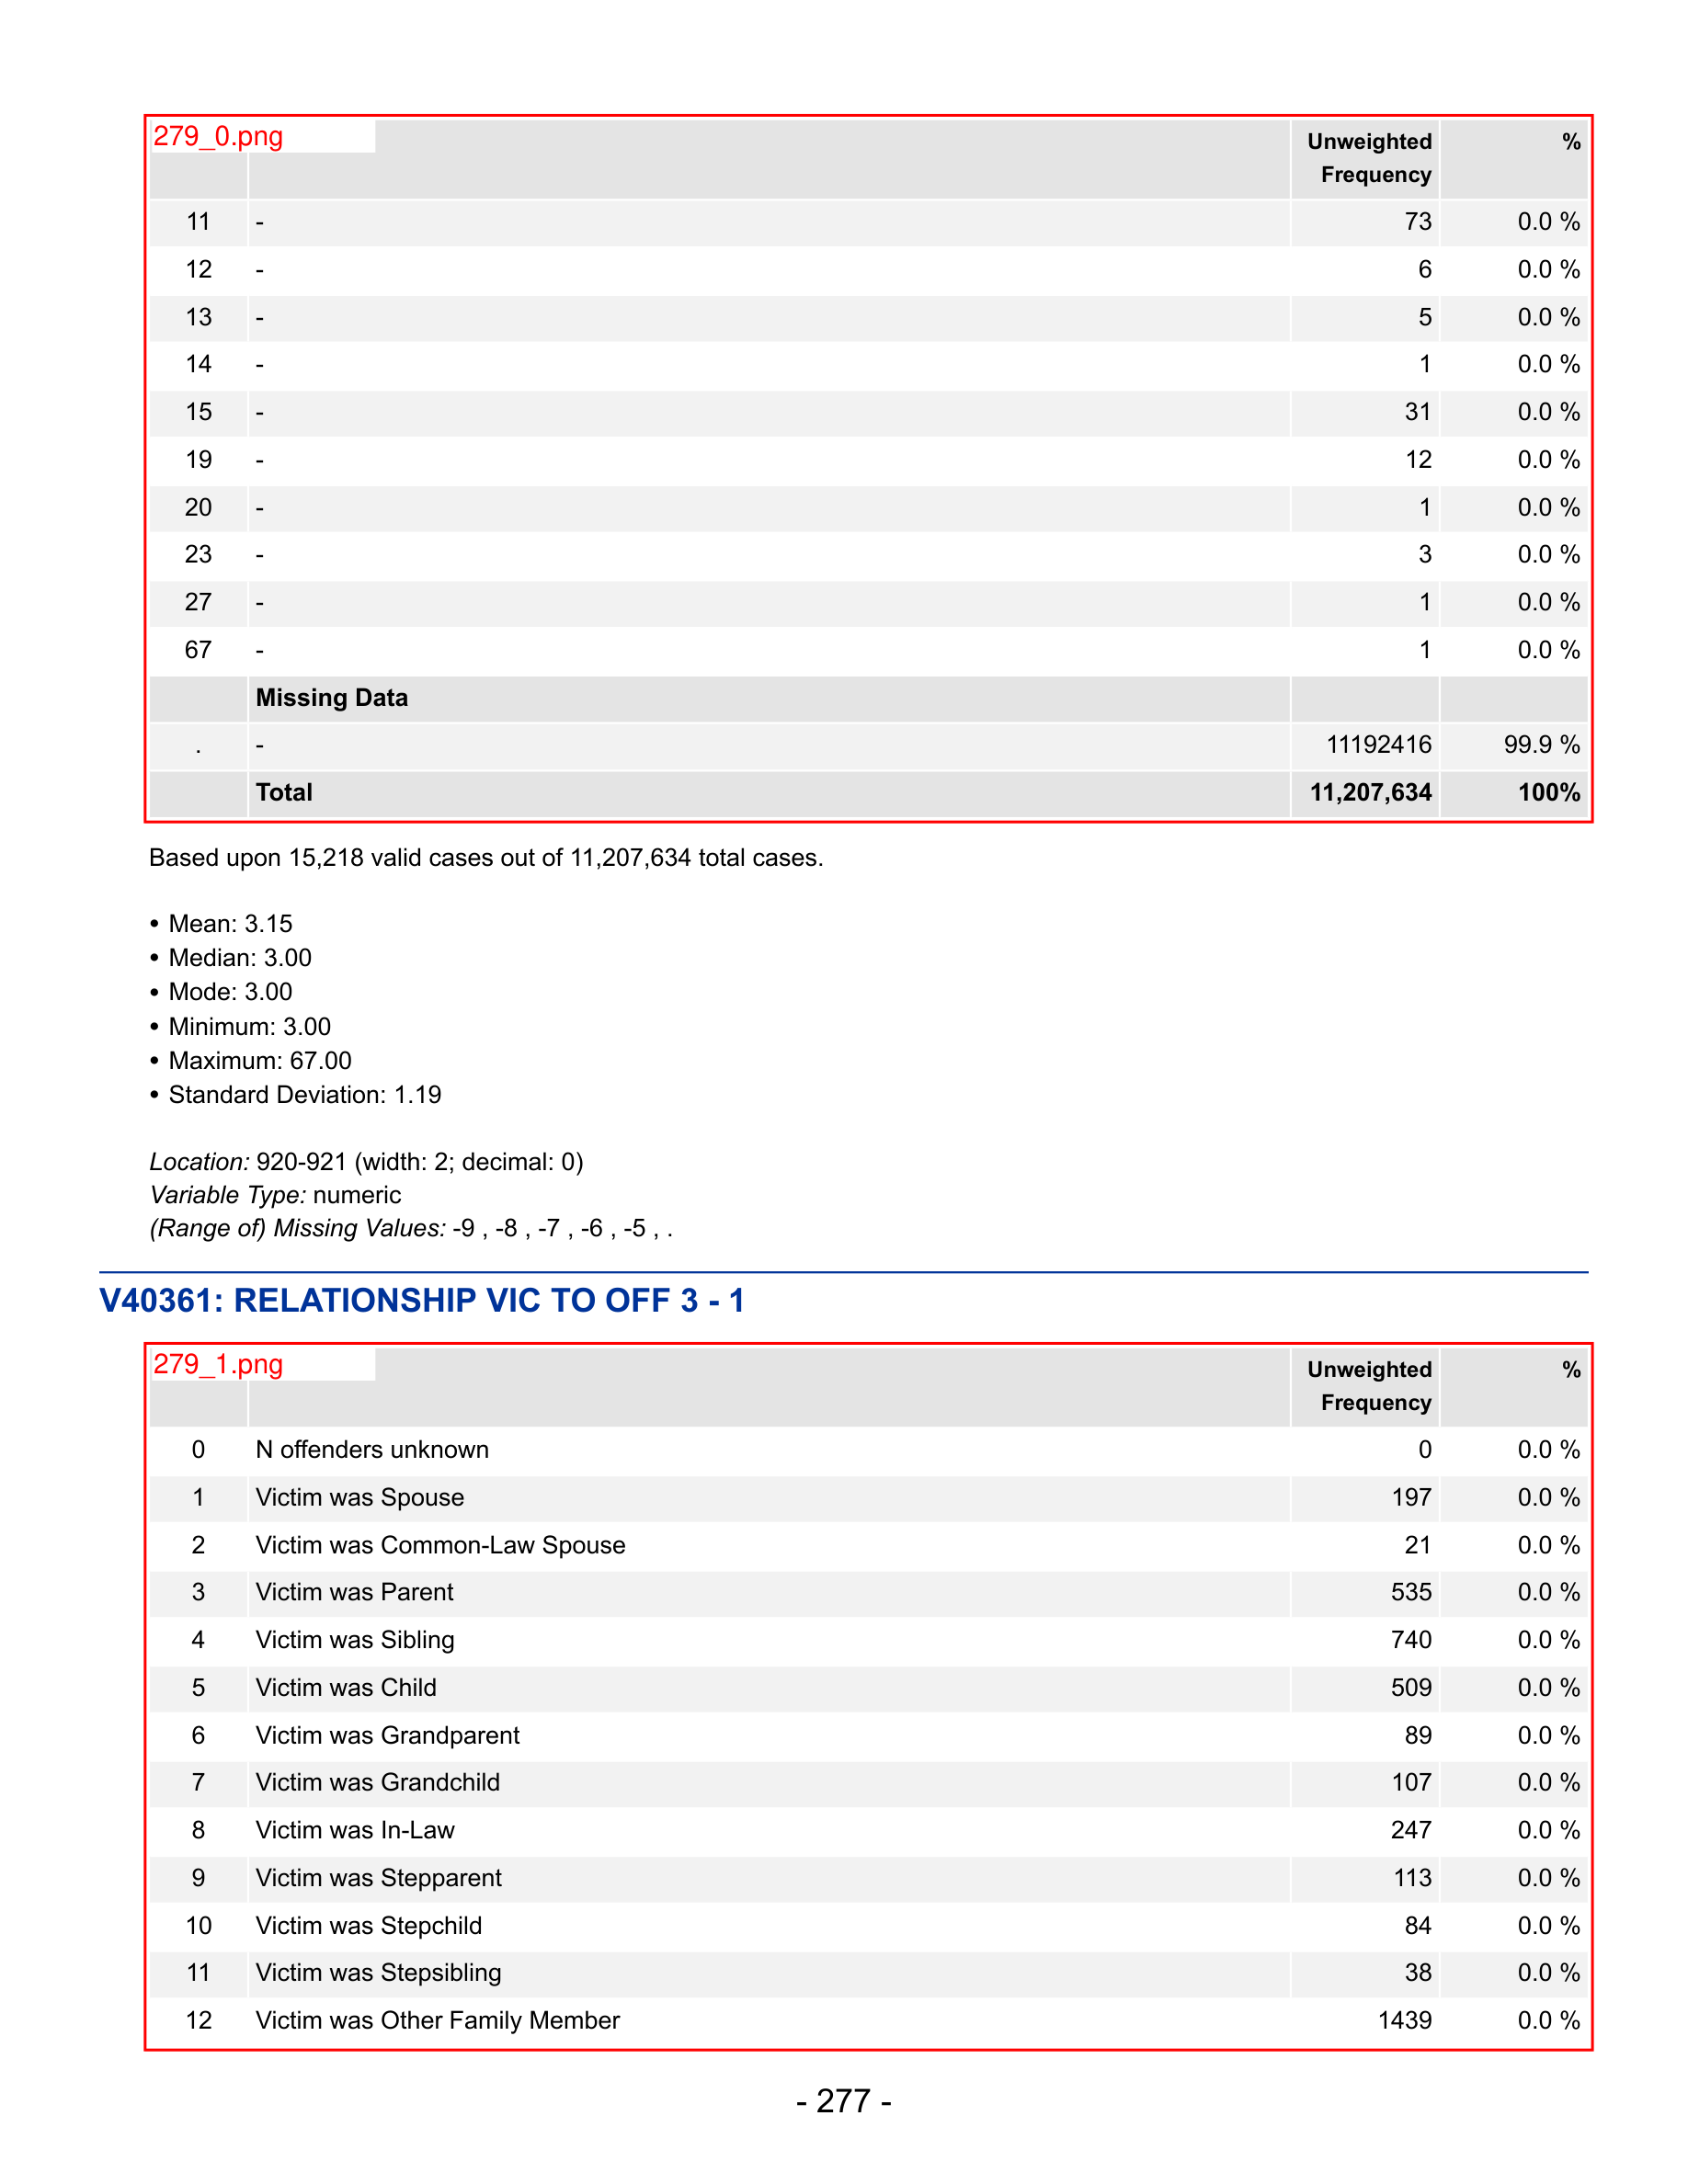 279_0.png
Unweighted Frequency %
11 - 73 0.0 %
12 - 6 0.0 %
13 - 5 0.0 %
14 - 1 0.0 %
15 - 31 0.0 %
19 - 12 0.0 %
20 - 1 0.0 %
23 - 3 0.0 %
27 - 1 0.0 %
67 - 1 0.0 %
Missing Data
. - 11192416 99.9 %
Total 11,207,634 100%
Based upon 15,218 valid cases out of 11,207,634 total cases.
• Mean: 3.15
• Median: 3.00
• Mode: 3.00
• Minimum: 3.00
• Maximum: 67.00
• Standard Deviation: 1.19
Location: 920-921 (width: 2; decimal: 0)
Variable Type: numeric
(Range of) Missing Values: -9 , -8 , -7 , -6 , -5 , .
V40361: RELATIONSHIP VIC TO OFF 3 - 1
279_1.png
Unweighted Frequency %
0 N offenders unknown 0 0.0 %
1 Victim was Spouse 197 0.0 %
2 Victim was Common-Law Spouse 21 0.0 %
3 Victim was Parent 535 0.0 %
4 Victim was Sibling 740 0.0 %
5 Victim was Child 509 0.0 %
6 Victim was Grandparent 89 0.0 %
7 Victim was Grandchild 107 0.0 %
8 Victim was In-Law 247 0.0 %
9 Victim was Stepparent 113 0.0 %
10 Victim was Stepchild 84 0.0 %
11 Victim was Stepsibling 38 0.0 %
12 Victim was Other Family Member 1439 0.0 %
- 277 -